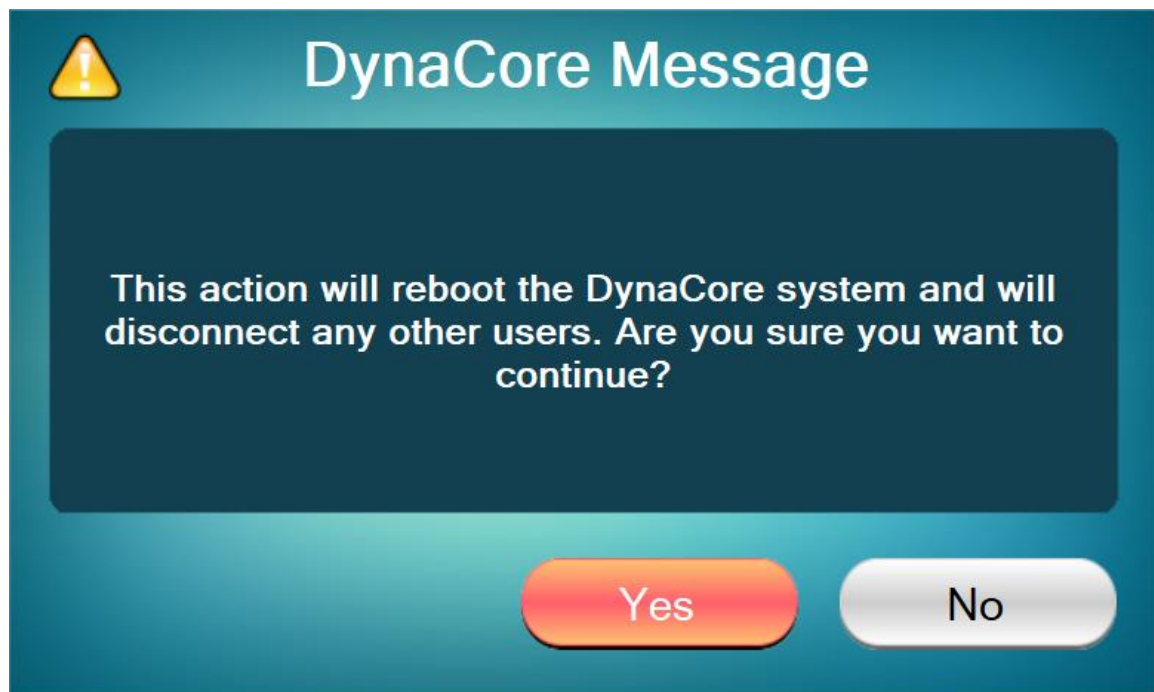 DynaCore Message
This action will reboot the DynaCore system and will
disconnect any other users. Are you sure you want to
continue?
Yes
No